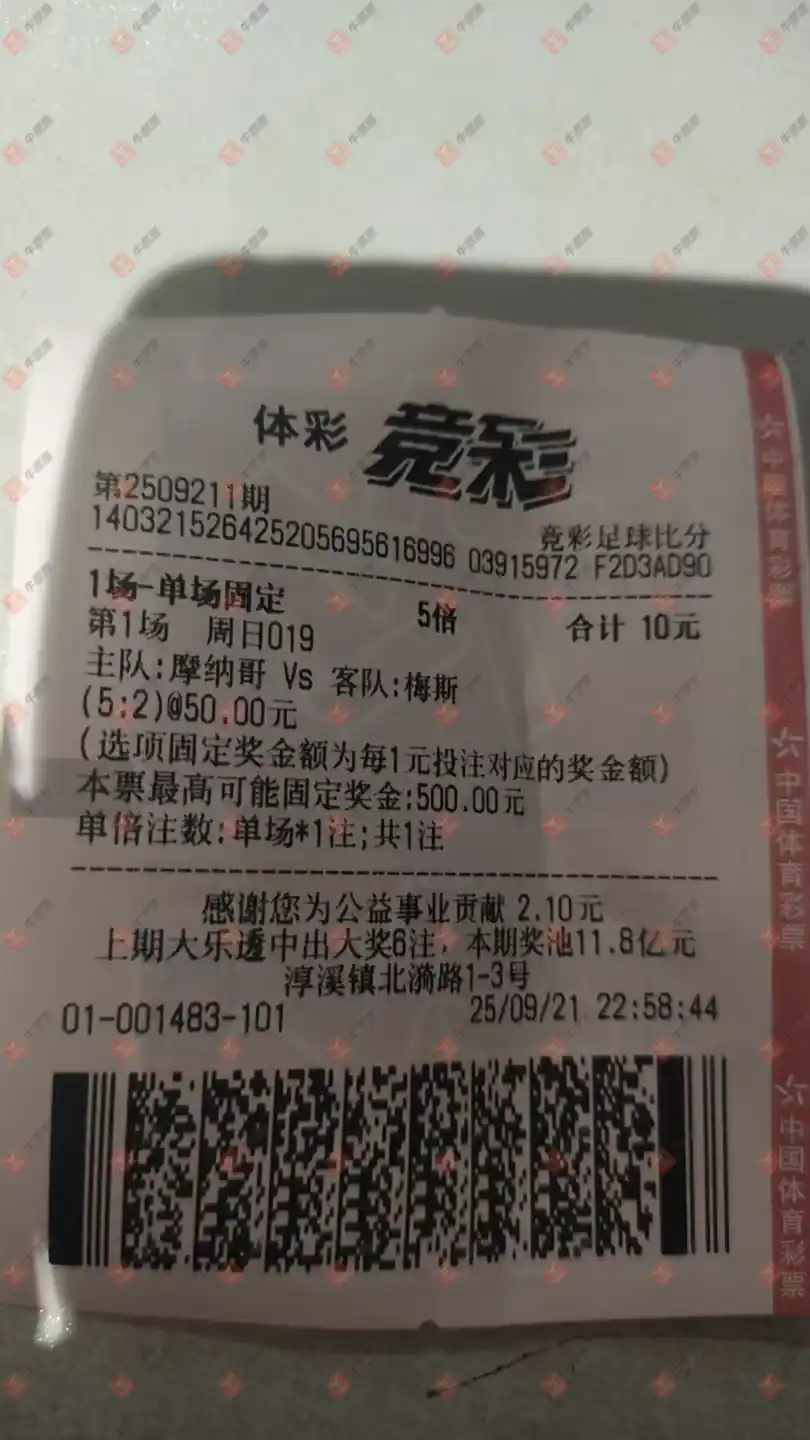 体彩 竞彩
第2509211期
竞彩足球比分
140321526425205695616996 03915972 F2D3AD90
1场-单场固定
5倍
合计 10元
第1场 周日019
主队:摩纳哥 Vs 客队:梅斯
(5:2)@50.00元
(选项固定奖金额为每1元投注对应的奖金额)
本票最高可能固定奖金:500.00元
单倍注数:单场*1注;共1注
感谢您为公益事业贡献 2.10元
上期大乐透中出大奖6注，本期奖池11.8亿元
淳溪镇北漪路1-3号
01-001483-101
25/09/21 22:58:44
中国体育彩票
中国体育彩票
中国体育彩票